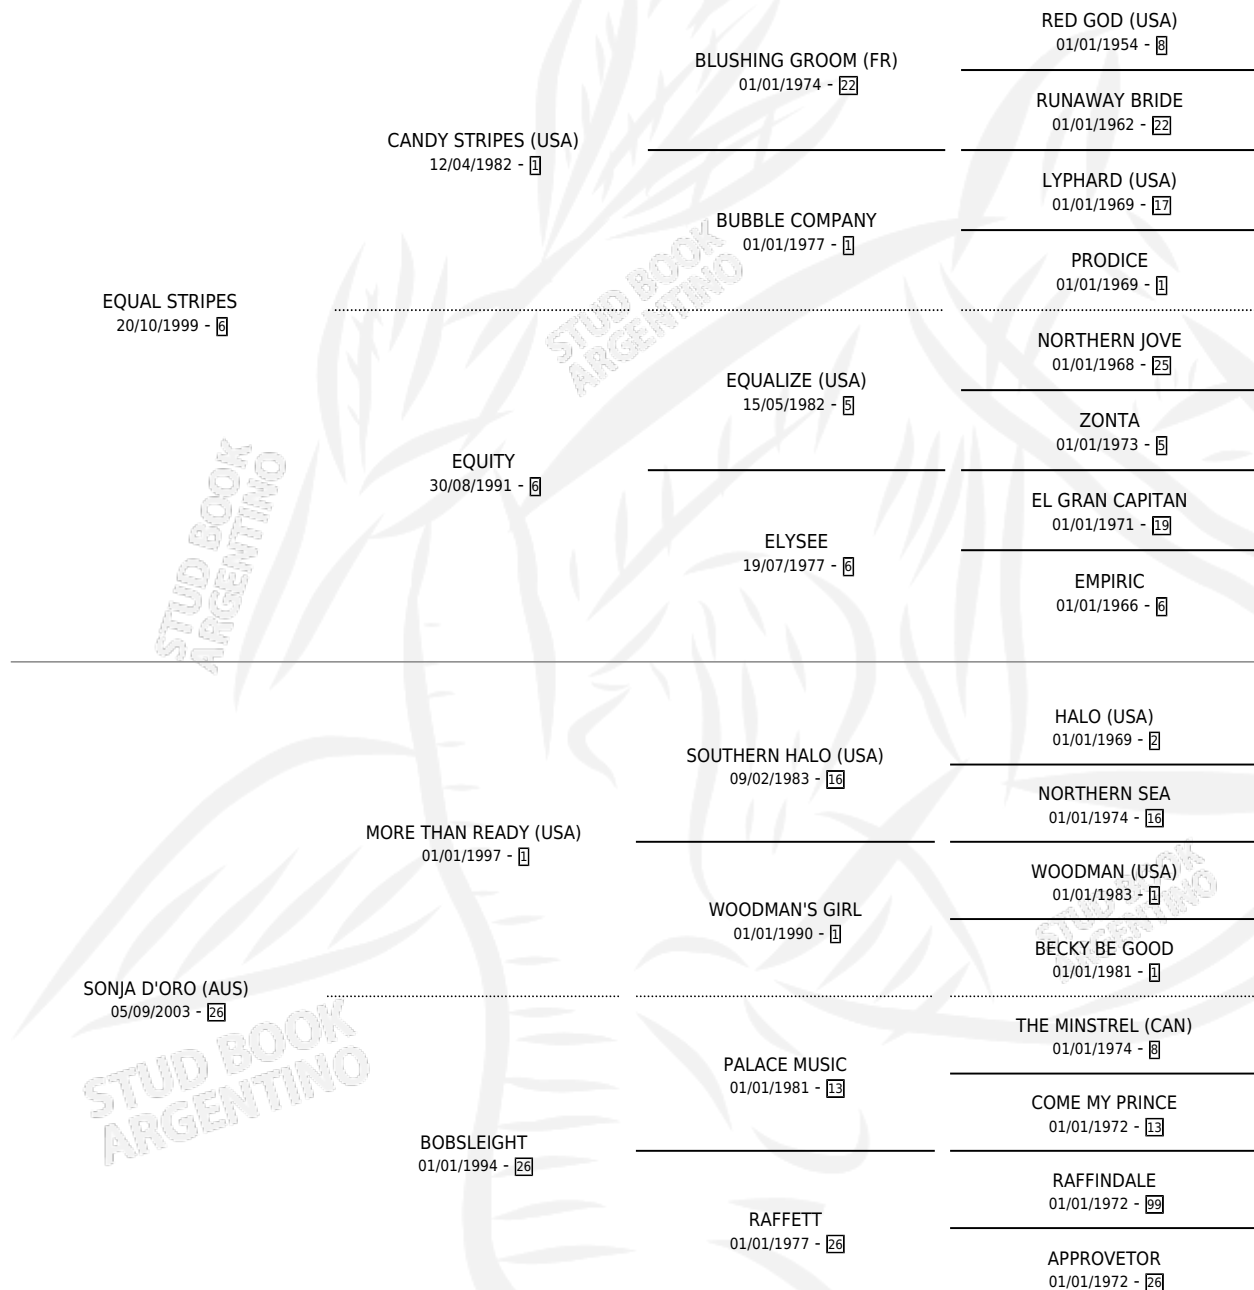 RED GOD (USA)
01/01/1954 - 8
BLUSHING GROOM (FR)
01/01/1974 - 22
RUNAWAY BRIDE
01/01/1962 - 22
CANDY STRIPES (USA)
12/04/1982 - 1
LYPHARD (USA)
01/01/1969 - 17
BUBBLE COMPANY
01/01/1977 - 1
PRODICE
01/01/1969 - 1
STUD BOOK
ARGENTINO
EQUAL STRIPES
20/10/1999 - 6
NORTHERN JOVE
01/01/1968 - 25
EQUALIZE (USA)
15/05/1982 - 5
ZONTA
01/01/1973 - 5
EQUITY
30/08/1991 - 6
EL GRAN CAPITAN
01/01/1971 - 19
ELYSEE
19/07/1977 - 6
EMPIRIC
01/01/1966 - 6
STUD BOOK
ARGENTINO
HALO (USA)
01/01/1969 - 2
SOUTHERN HALO (USA)
09/02/1983 - 16
NORTHERN SEA
01/01/1974 - 16
MORE THAN READY (USA)
01/01/1997 - 1
WOODMAN (USA)
01/01/1983 - 1
WOODMAN'S GIRL
01/01/1990 - 1
BECKY BE GOOD
01/01/1981 - 1
STUD BOOK
ARGENTINO
SONJA D'ORO (AUS)
05/09/2003 - 26
THE MINSTREL (CAN)
01/01/1974 - 8
PALACE MUSIC
01/01/1981 - 13
COME MY PRINCE
01/01/1972 - 13
STUD BOOK
ARGENTINO
BOBSLEIGHT
01/01/1994 - 26
RAFFINDALE
01/01/1972 - 99
RAFFETT
01/01/1977 - 26
APPROVETOR
01/01/1972 - 26